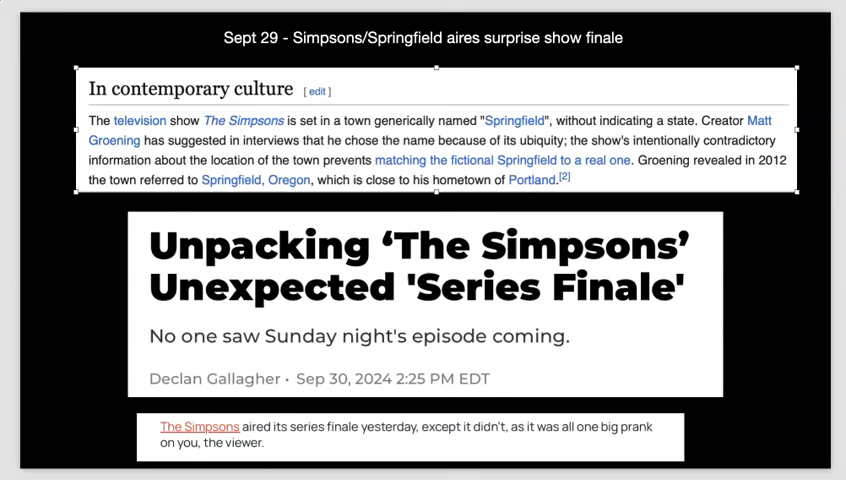 Sept 29 - Simpsons/Springfield aires surprise show finale
In contemporary culture [ edit ]
The television show The Simpsons is set in a town generically named "Springfield", without indicating a state. Creator Matt
Groening has suggested in interviews that he chose the name because of its ubiquity; the show's intentionally contradictory
information about the location of the town prevents matching the fictional Springfield to a real one. Groening revealed in 2012
the town referred to Springfield, Oregon, which is close to his hometown of Portland.[2]
Unpacking ‘The Simpsons’
Unexpected 'Series Finale'
No one saw Sunday night's episode coming.
Declan Gallagher • Sep 30, 2024 2:25 PM EDT
The Simpsons aired its series finale yesterday, except it didn't, as it was all one big prank
on you, the viewer.